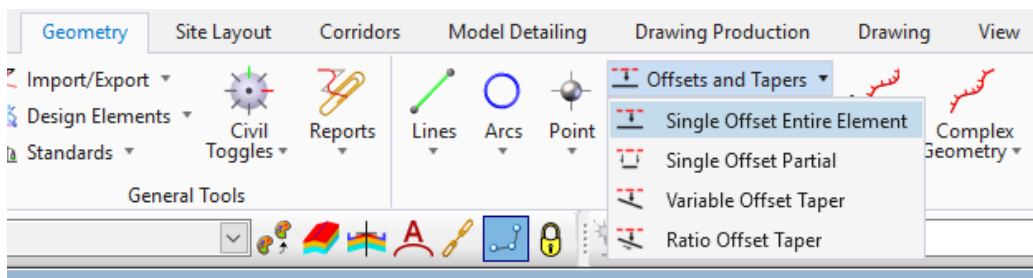 Geometry Site Layout Corridors Model Detailing Drawing Production Drawing View
Import/Export Offsets and Tapers
Design Elements Single Offset Entire Element
Civil Toggles Reports Lines Arcs Point Complex Geometry
Standards Single Offset Partial
General Tools Variable Offset Taper
Ratio Offset Taper